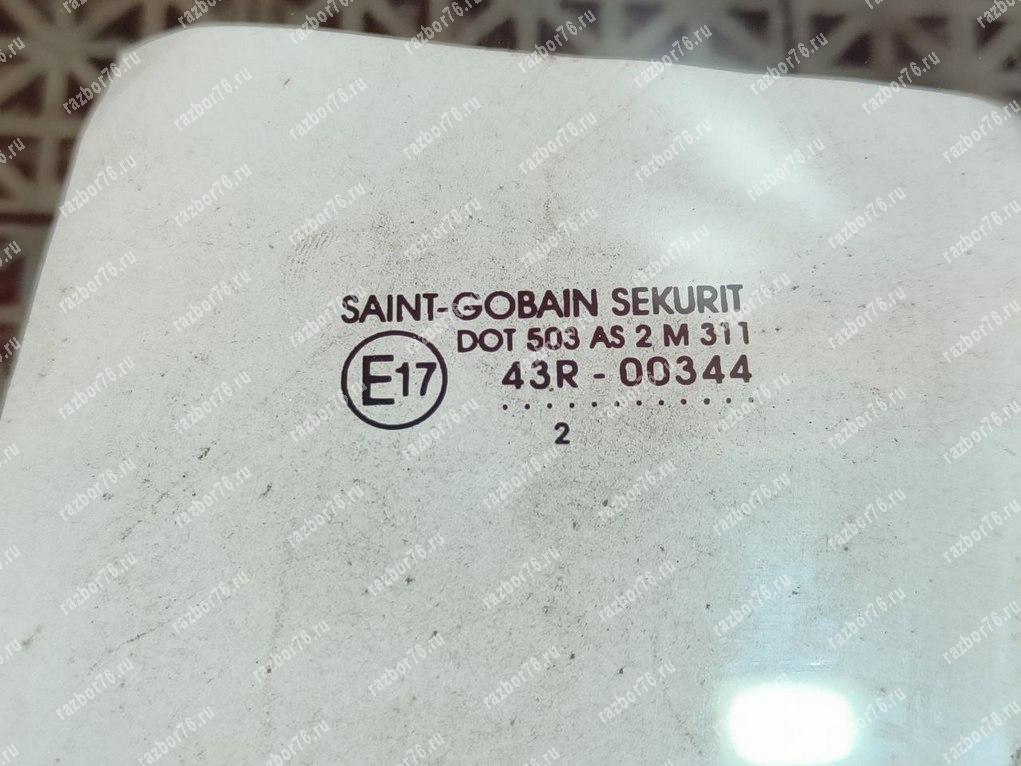 SAINT-GOBAIN SEKURIT
DOT 503 AS 2 M 311
E17 43R - 00344
............
2
razbor76.ru